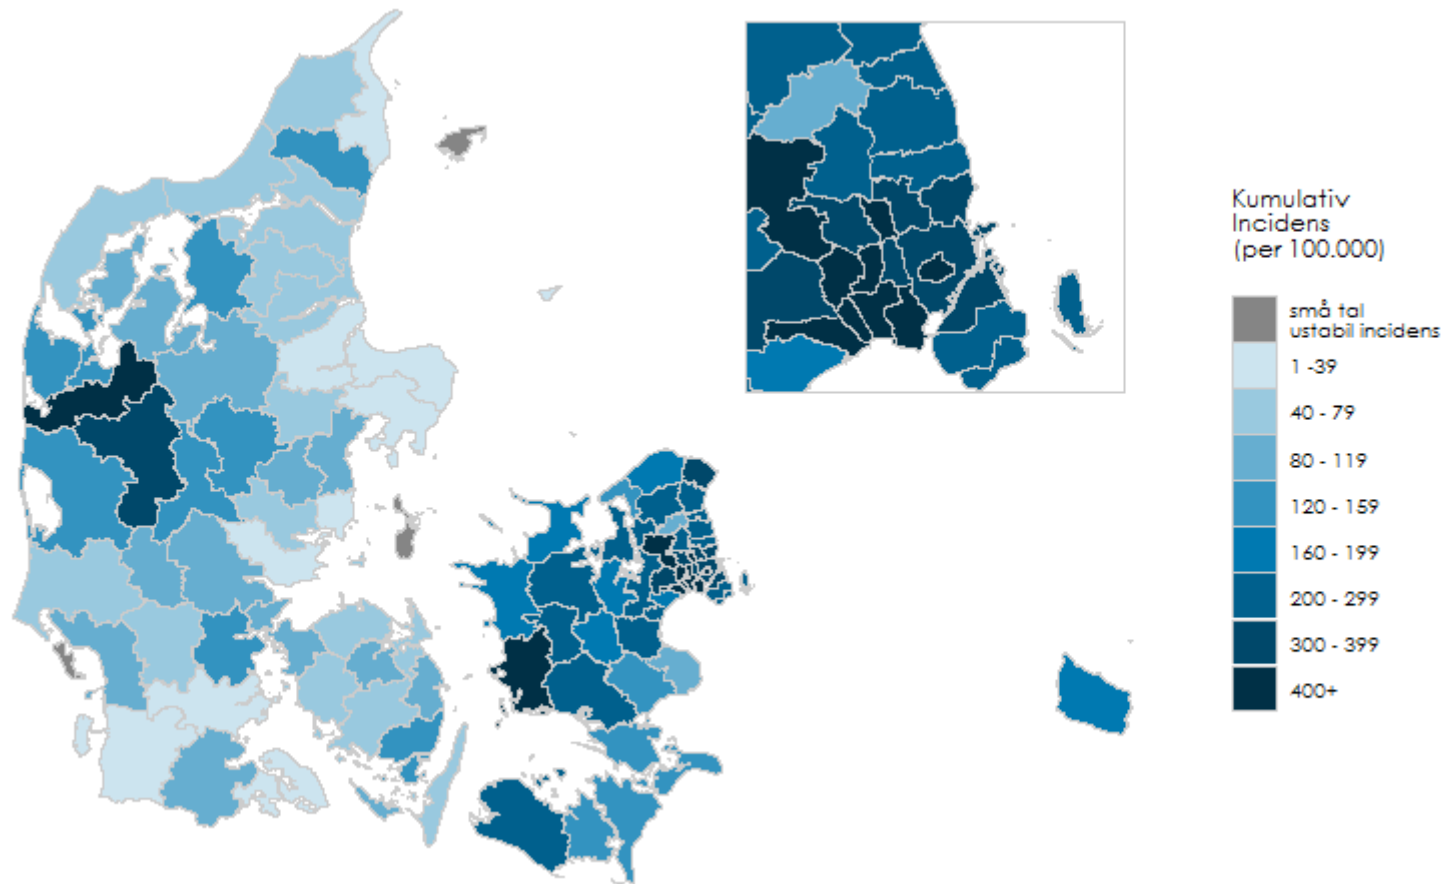 Kumulativ
Incidens
(per 100.000)
små tal
ustabil incidens
1 -39
40 - 79
80 - 119
120 - 159
160 - 199
200 - 299
300 - 399
400+